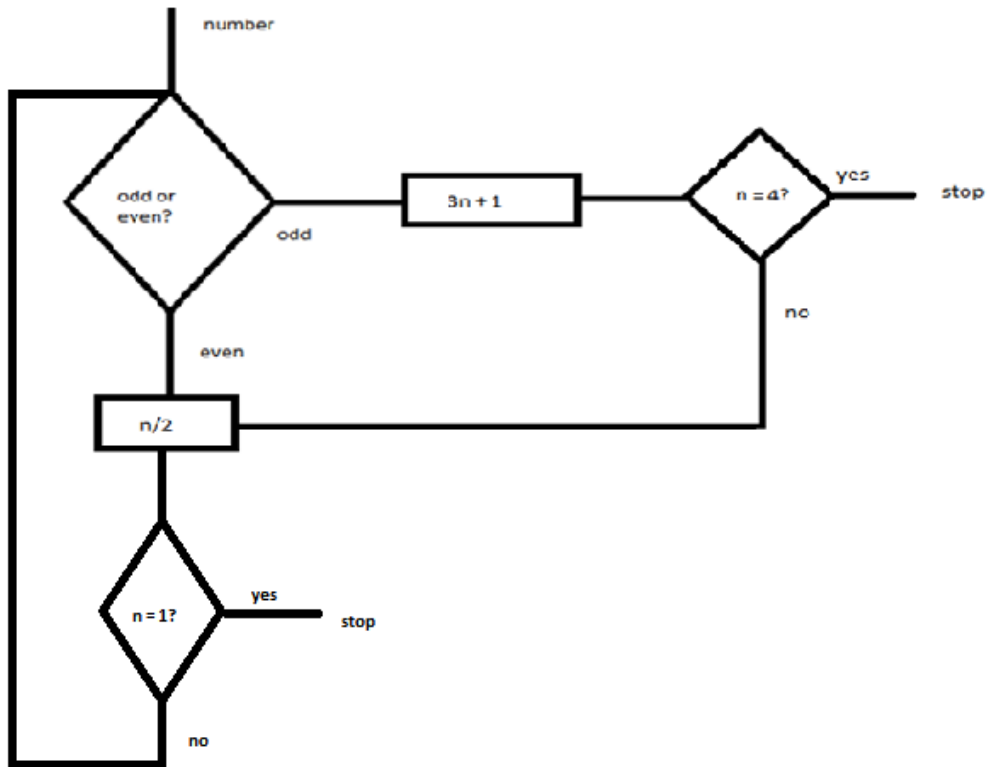 number
odd or
even?
odd
3n + 1
n = 4?
yes
stop
no
even
n/2
n = 1?
yes
stop
no